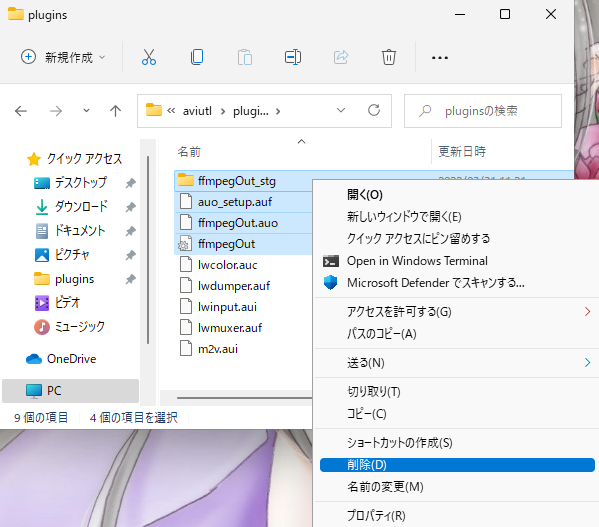 plugins
新規作成
aviutl
plugi...
pluginsの検索
名前
更新日時
クイック アクセス
デスクトップ
ダウンロード
ドキュメント
ピクチャ
plugins
ビデオ
ミュージック
OneDrive
PC
ffmpegOut_stg
auo_setup.auf
ffmpegOut.auo
ffmpegOut
lwcolor.auc
lwdumper.auf
lwinput.aui
lwmuxer.auf
m2v.aui
開く(O)
新しいウィンドウで開く(E)
クイック アクセスにピン留めする
Open in Windows Terminal
Microsoft Defender でスキャンする...
アクセスを許可する(G)
パスのコピー(A)
送る(N)
切り取り(T)
コピー(C)
ショートカットの作成(S)
削除(D)
名前の変更(M)
プロパティ(R)
9 個の項目
4 個の項目を選択